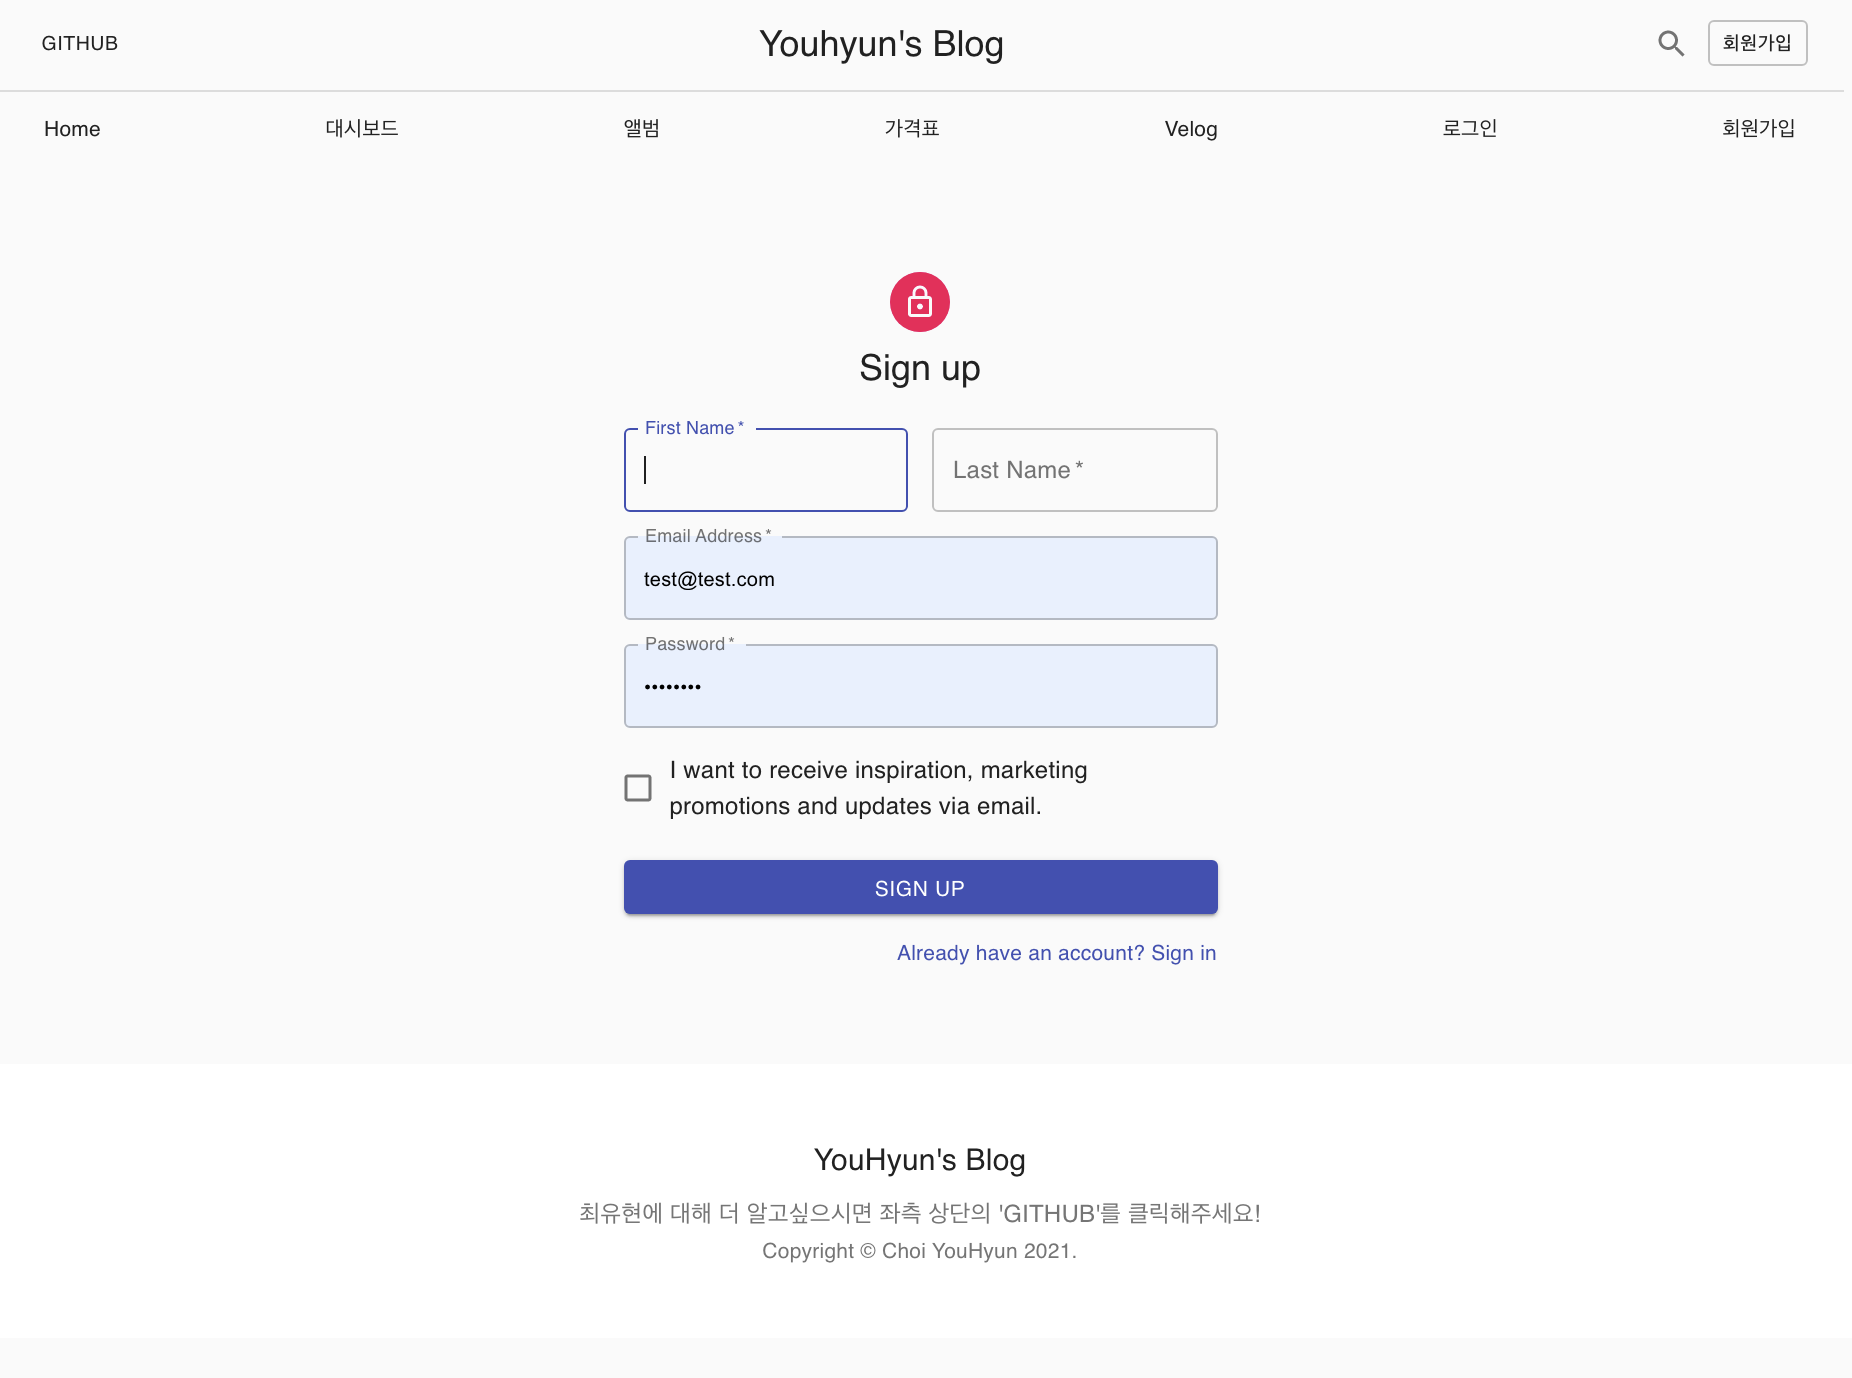 GITHUB
Youhyun's Blog
회원가입
Home
대시보드
앨범
가격표
Velog
로그인
회원가입
Sign up
First Name *
Last Name *
Email Address *
test@test.com
Password *
••••••••
I want to receive inspiration, marketing
promotions and updates via email.
SIGN UP
Already have an account? Sign in
YouHyun's Blog
최유현에 대해 더 알고싶으시면 좌측 상단의 'GITHUB'를 클릭해주세요!
Copyright © Choi YouHyun 2021.